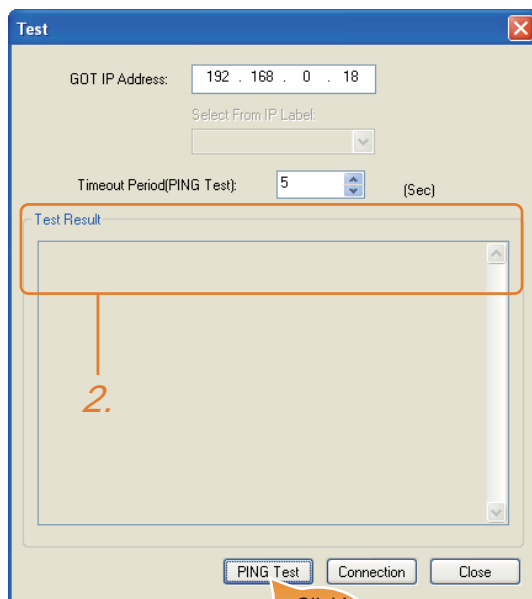 Test
GOT IP Address: 192 . 168 . 0 . 18
Select From IP Label:
Timeout Period(PING Test): 5 (Sec)
Test Result
2.
PING Test Connection Close